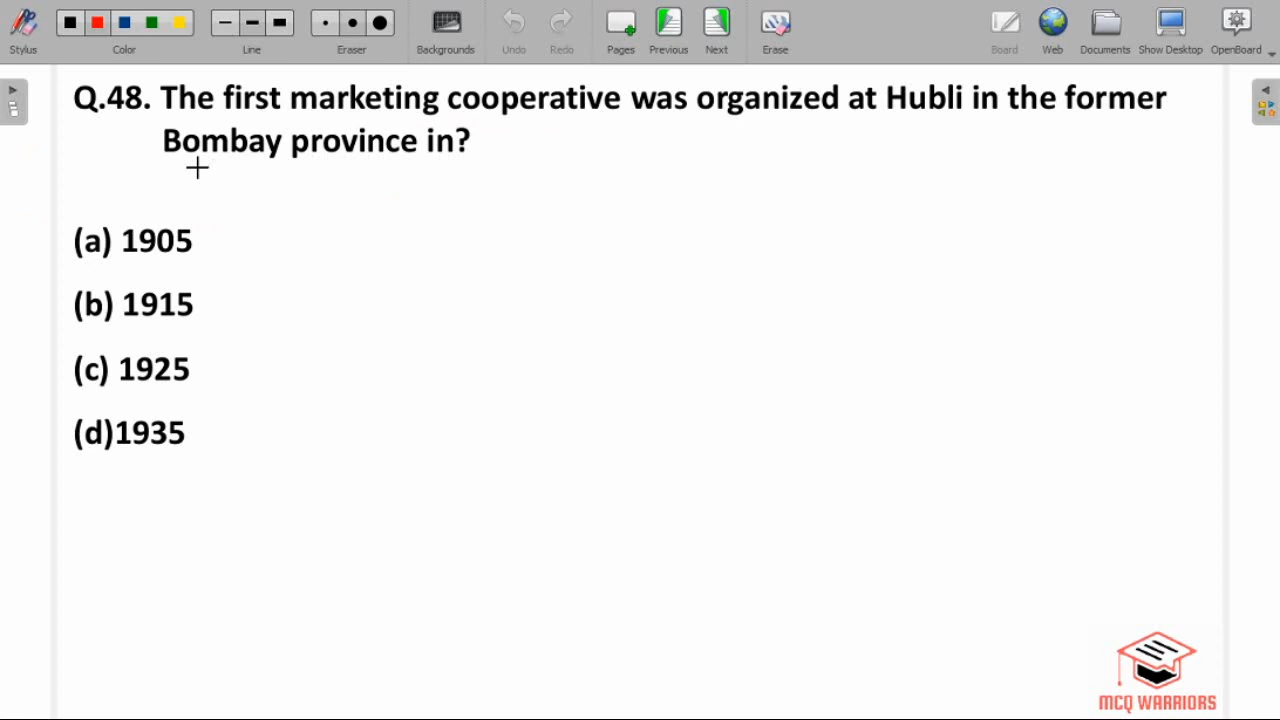 Stylus
Color
Line
Eraser
Backgrounds
Undo
Redo
Pages
Previous
Next
Erase
Board
Web
Documents
Show Desktop
OpenBoard
Q.48. The first marketing cooperative was organized at Hubli in the former
Bombay province in?
(a) 1905
(b) 1915
(c) 1925
(d)1935
MCQ WARRIORS